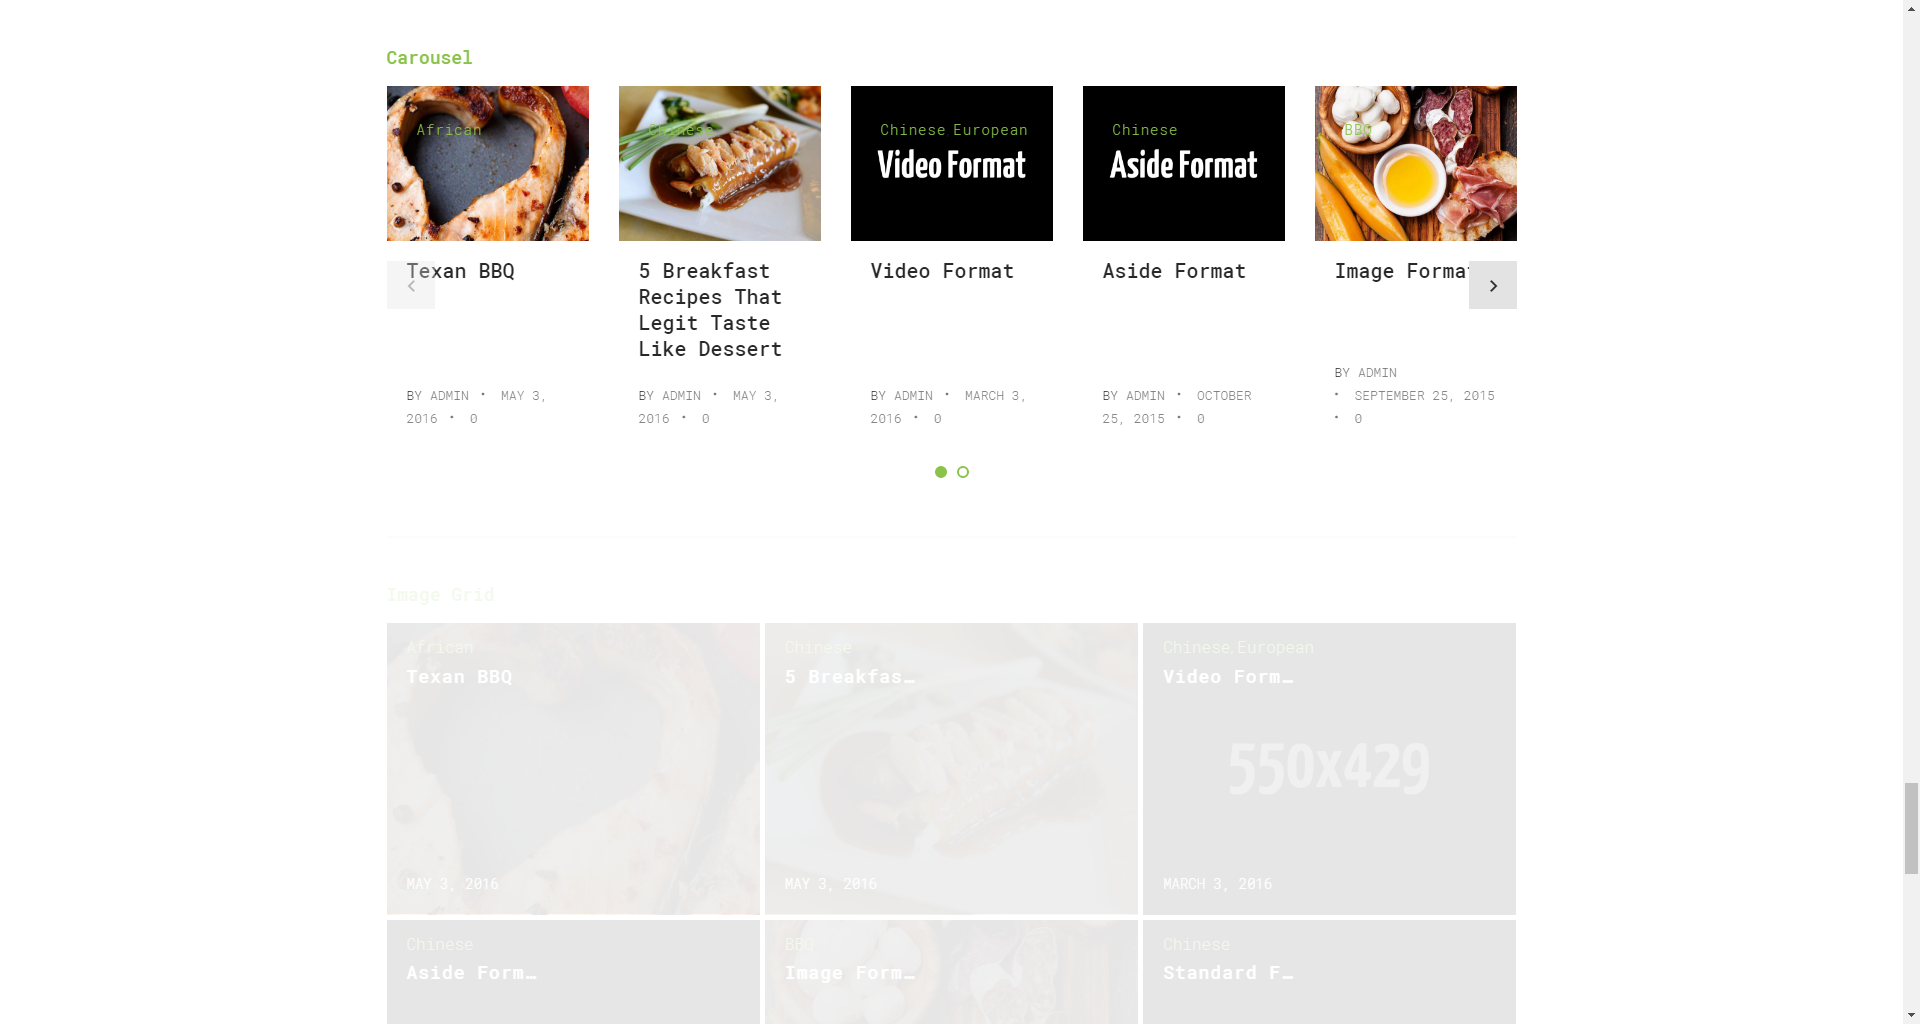 Carousel
African
Chinese
Chinese European
Video Format
Chinese
Aside Format
BBQ
Texan BBQ
5 Breakfast
Recipes That
Legit Taste
Like Dessert
Video Format
Aside Format
Image Format
BY ADMIN • MAY 3,
2016 • 0
BY ADMIN • MAY 3,
2016 • 0
BY ADMIN • MARCH 3,
2016 • 0
BY ADMIN • OCTOBER
25, 2015 • 0
BY ADMIN
• SEPTEMBER 25, 2015
• 0
Image Grid
African
Texan BBQ
MAY 3, 2016
Chinese
5 Breakfas…
MAY 3, 2016
Chinese, European
Video Form…
550x429
MARCH 3, 2016
Chinese
Aside Form…
BBQ
Image Form…
Chinese
Standard F…